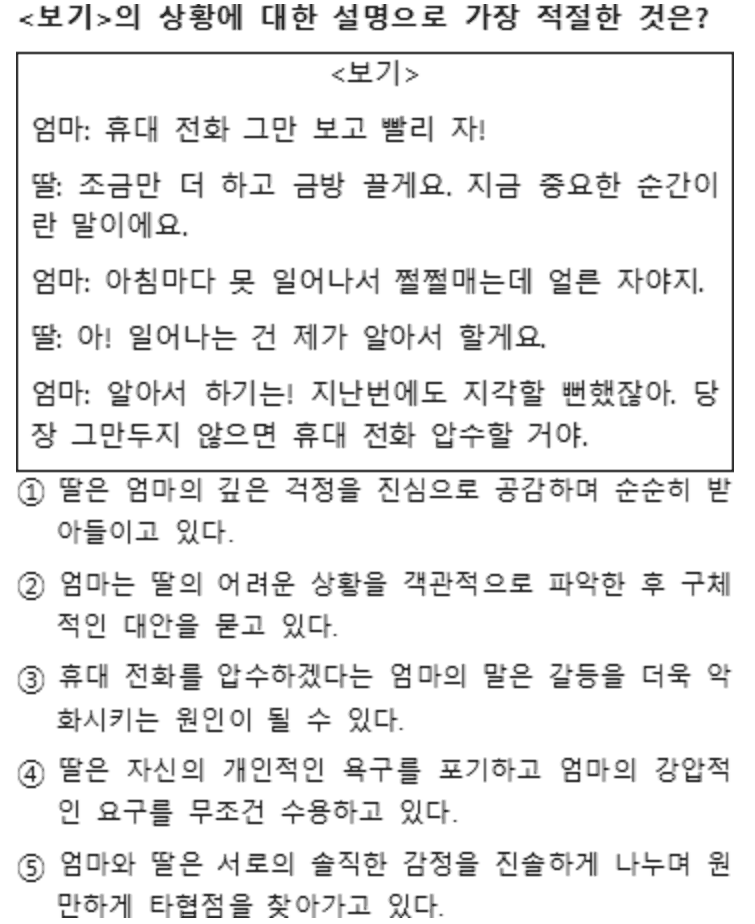 <보기>의 상황에 대한 설명으로 가장 적절한 것은?
<보기>
엄마: 휴대 전화 그만 보고 빨리 자!
딸: 조금만 더 하고 금방 끌게요. 지금 중요한 순간이
란 말이에요.
엄마: 아침마다 못 일어나서 쩔쩔매는데 얼른 자야지.
딸: 아! 일어나는 건 제가 알아서 할게요.
엄마: 알아서 하기는! 지난번에도 지각할 뻔했잖아. 당
장 그만두지 않으면 휴대 전화 압수할 거야.
① 딸은 엄마의 깊은 걱정을 진심으로 공감하며 순순히 받
아들이고 있다.
② 엄마는 딸의 어려운 상황을 객관적으로 파악한 후 구체
적인 대안을 묻고 있다.
③ 휴대 전화를 압수하겠다는 엄마의 말은 갈등을 더욱 악
화시키는 원인이 될 수 있다.
④ 딸은 자신의 개인적인 욕구를 포기하고 엄마의 강압적
인 요구를 무조건 수용하고 있다.
⑤ 엄마와 딸은 서로의 솔직한 감정을 진솔하게 나누며 원
만하게 타협점을 찾아가고 있다.